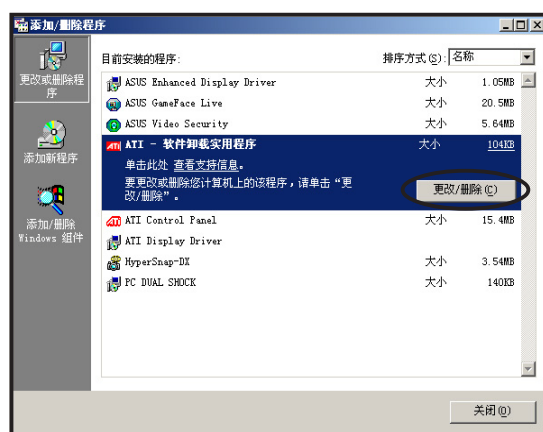 添加/删除程序
更改或删除程
序
添加新程序
添加/删除
Windows 组件
目前安装的程序:
排序方式(S): 名称
ASUS Enhanced Display Driver 大小 1.05MB
ASUS GameFace Live 大小 20.5MB
ASUS Video Security 大小 5.64MB
ATI - 软件卸载实用程序 大小 104KB
单击此处 查看支持信息。
要更改或删除您计算机上的该程序，请单击“更
改/删除”。
更改/删除(C)
ATI Control Panel 大小 15.4MB
ATI Display Driver
HyperSnap-DX 大小 3.54MB
PC DUAL SHOCK 大小 140KB
关闭(O)